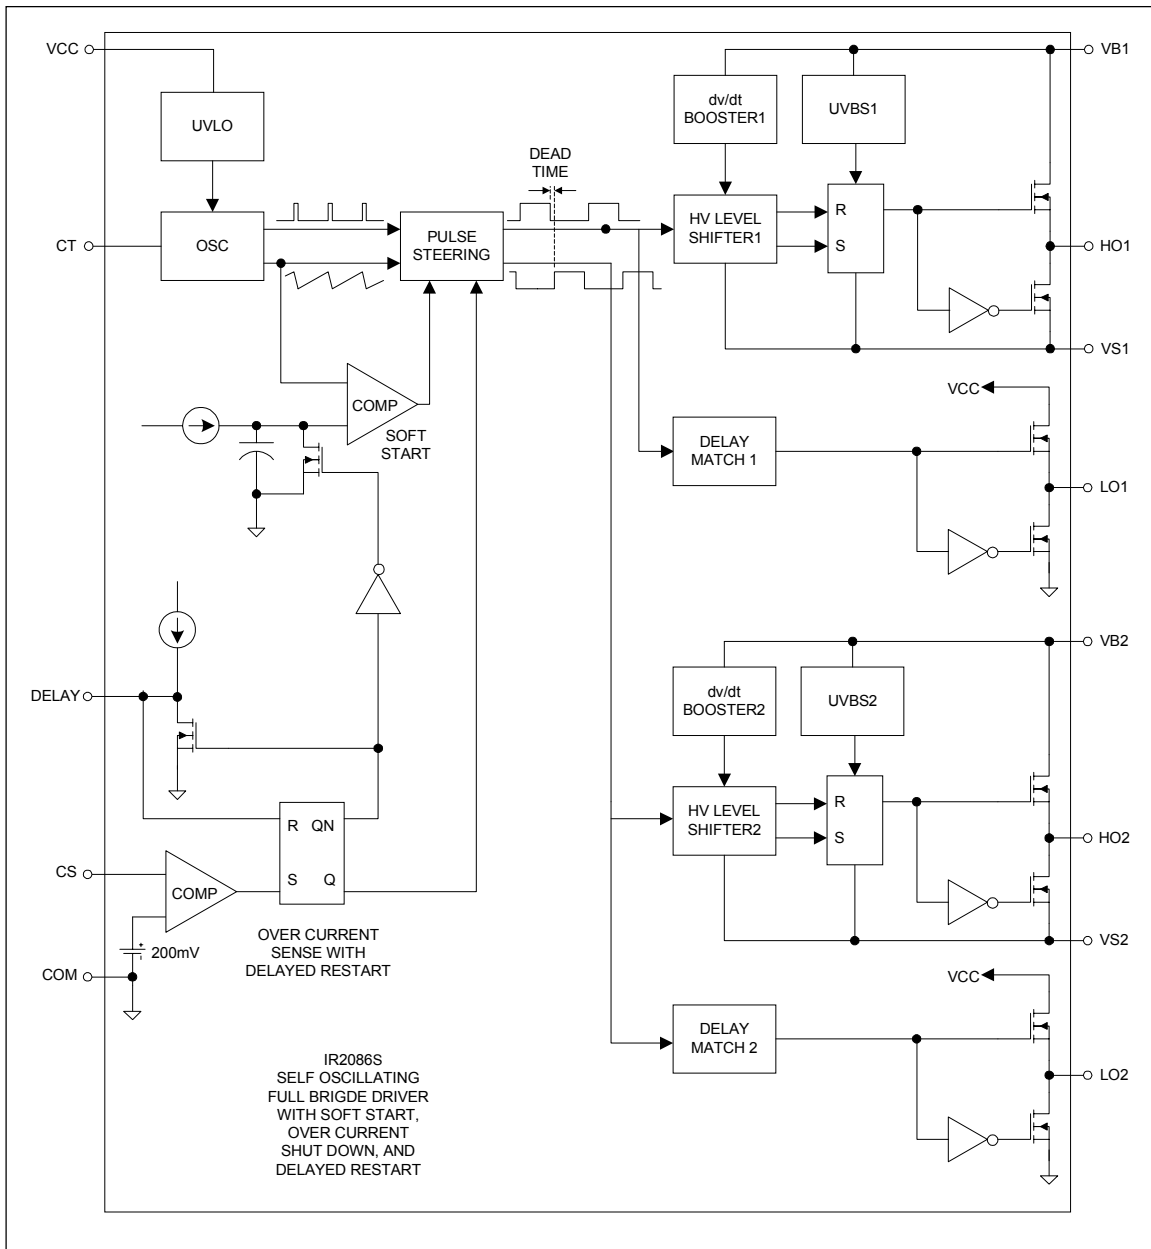 VCC
UVLO
CT
OSC
PULSE
STEERING
DEAD
TIME
COMP
SOFT
START
DELAY
R QN
S Q
CS
COMP
200mV
COM
OVER CURRENT
SENSE WITH
DELAYED RESTART
IR2086S
SELF OSCILLATING
FULL BRIGDE DRIVER
WITH SOFT START,
OVER CURRENT
SHUT DOWN, AND
DELAYED RESTART
dv/dt
BOOSTER1
UVBS1
VB1
HV LEVEL
SHIFTER1
R
S
HO1
VS1
VCC
DELAY
MATCH 1
LO1
dv/dt
BOOSTER2
UVBS2
VB2
HV LEVEL
SHIFTER2
R
S
HO2
VS2
VCC
DELAY
MATCH 2
LO2